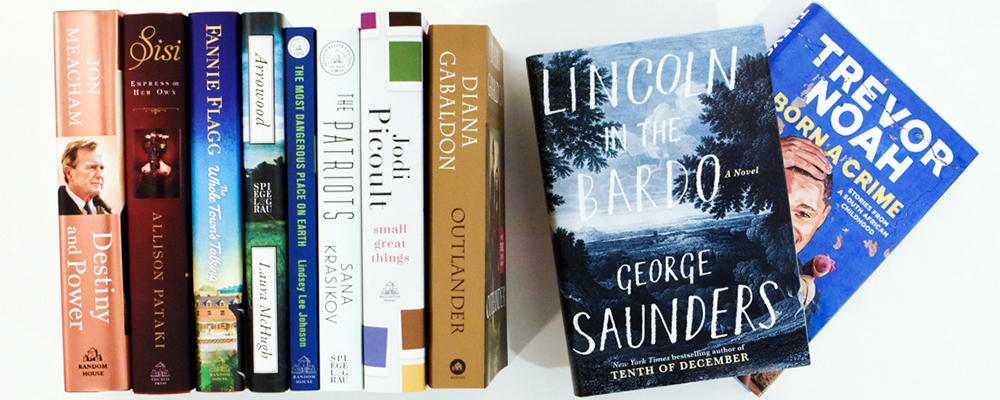 JON MEACHAM
Destiny and Power
RANDOM HOUSE
Sisi
EMPRESS ON HER OWN
ALLISON PATAKI
THE DIAL PRESS
FANNIE FLAGG
The Whole Town's Talking
RANDOM HOUSE
Arrowood
SPIEGEL & GRAU
Laura McHugh
THE MOST DANGEROUS PLACE ON EARTH
Lindsey Lee Johnson
RANDOM HOUSE
THE PATRIOTS
SANA KRASIKOV
SPIEGEL & GRAU
Jodi Picoult
small great things
DIANA GABALDON
OUTLANDER
LINCOLN
IN THE
BARDO
A Novel
GEORGE
SAUNDERS
New York Times bestselling author of
TENTH OF DECEMBER
TREVOR
NOAH
BORN A CRIME
STORIES FROM
A SOUTH AFRICAN
CHILDHOOD